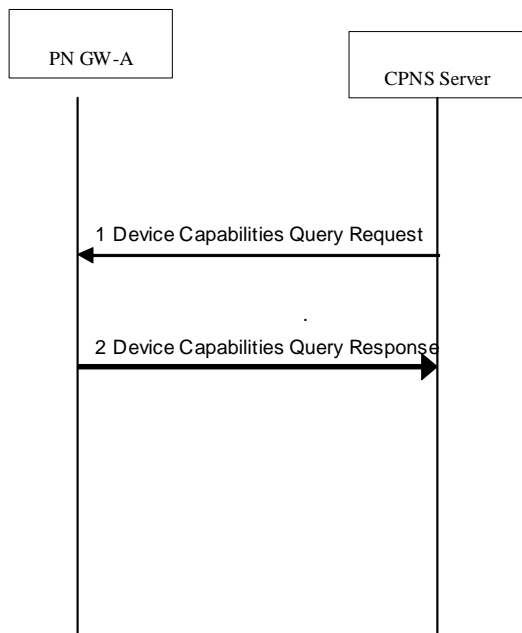 PN GW-A
CPNS Server
1 Device Capabilities Query Request
2 Device Capabilities Query Response